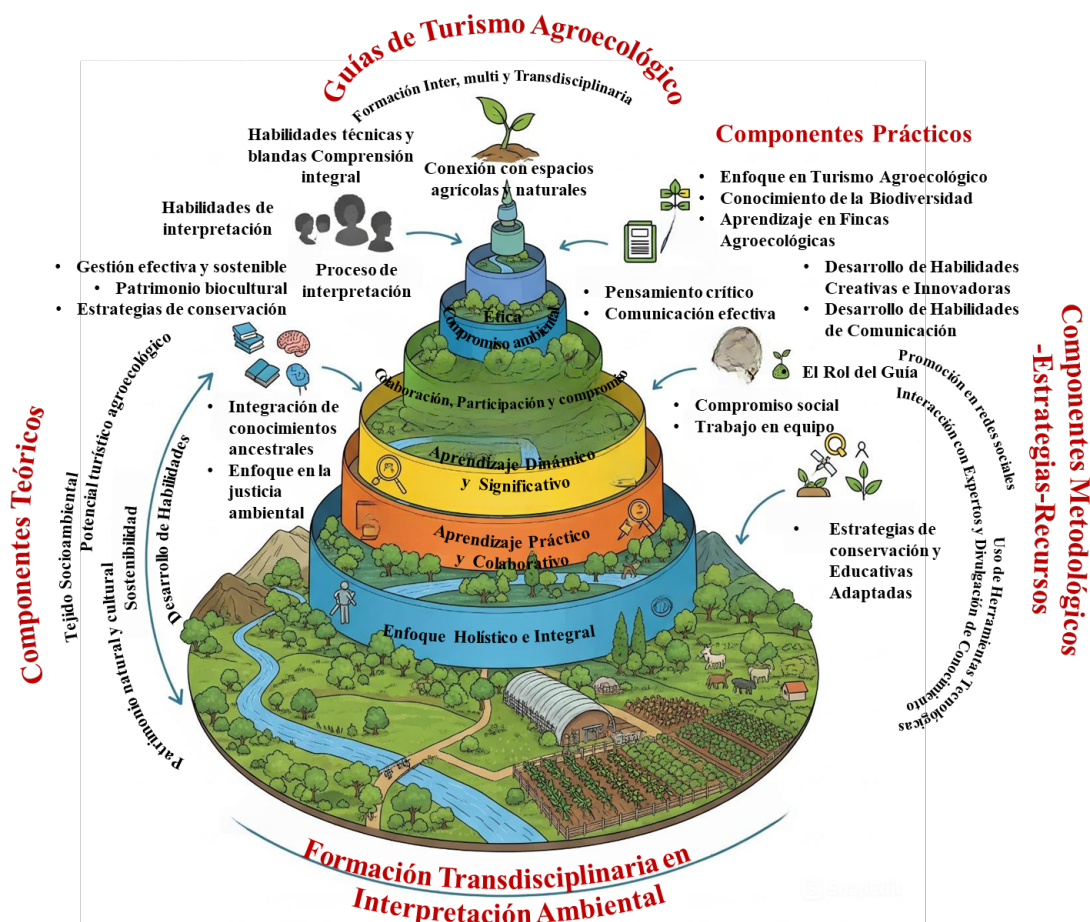 Guías de Turismo Agroecológico
Formación Inter, multi y Transdisciplinaria
Habilidades técnicas y
blandas Comprensión
integral
Conexión con espacios
agrícolas y naturales
Componentes Prácticos
• Enfoque en Turismo Agroecológico
• Conocimiento de la Biodiversidad
• Aprendizaje en Fincas
Agroecológicas
Habilidades de
interpretación
Proceso de
interpretación
• Gestión efectiva y sostenible
• Patrimonio biocultural
• Estrategias de conservación
• Desarrollo de Habilidades
Creativas e Innovadoras
• Desarrollo de Habilidades
de Comunicación
• Pensamiento crítico
• Comunicación efectiva
Ética
Compromiso ambiental
Colaboración, Participación y compromiso
El Rol del Guía
• Compromiso social
• Trabajo en equipo
• Integración de
conocimientos
ancestrales
• Enfoque en la
justicia
ambiental
Aprendizaje Dinámico
y Significativo
Aprendizaje Práctico
y Colaborativo
Enfoque Holístico e Integral
• Estrategias de
conservación y
Educativas
Adaptadas
Componentes Teóricos
Tejido Socioambiental
Potencial turístico agroecológico
Patrimonio natural y cultural
Sostenibilidad
Desarrollo de Habilidades
Promoción en redes sociales
Interacción con Expertos y Divulgación de Conocimiento
Uso de Herramientas Tecnológicas
Componentes Metodológicos
-Estrategias-Recursos
Formación Transdisciplinaria en
Interpretación Ambiental